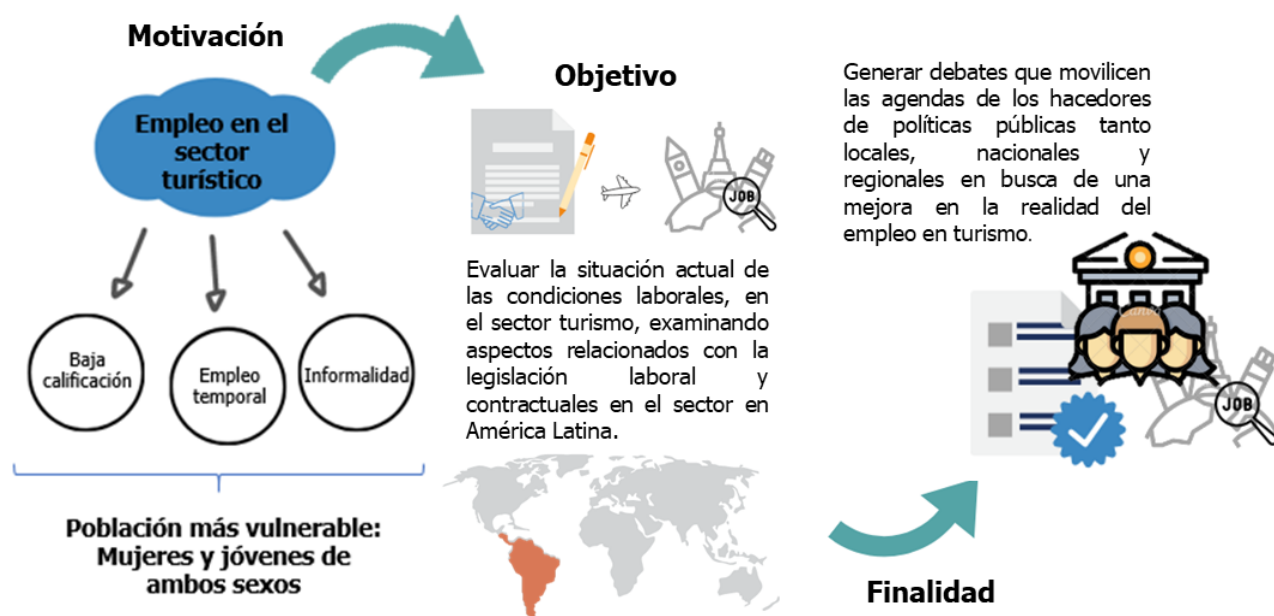 Motivación
Empleo en el
sector
turístico
Baja
calificación
Empleo
temporal
Informalidad
Población más vulnerable:
Mujeres y jóvenes de
ambos sexos
Objetivo
JOB
Evaluar la situación actual de
las condiciones laborales, en
el sector turismo, examinando
aspectos relacionados con la
legislación laboral y
contractuales en el sector en
América Latina.
Generar debates que movilicen
las agendas de los hacedores
de políticas públicas tanto
locales, nacionales y
regionales en busca de una
mejora en la realidad del
empleo en turismo.
Canva
JOB
Finalidad